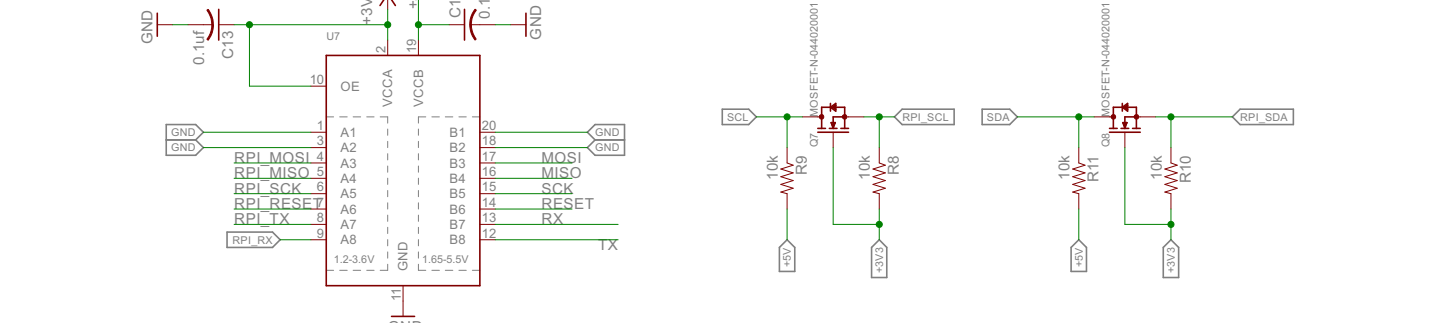 GND
0.1uf
C13
+3V
+
C1
0.1
GND
U7
2
19
10
OE
VCCA
VCCB
GND
1
A1
B1
20
GND
GND
3
A2
B2
18
GND
RPI_MOSI
4
A3
B3
17
MOSI
RPI_MISO
5
A4
B4
16
MISO
RPI_SCK
6
A5
B5
15
SCK
RPI_RESET
7
A6
B6
14
RESET
RPI_TX
8
A7
B7
13
RX
RPI_RX
9
A8
B8
12
TX
GND
1.2-3.6V
1.65-5.5V
11
GND
MOSFET-N-044020001
SCL
Q7
RPI_SCL
10k
R9
10k
R8
+5V
+3V3
MOSFET-N-044020001
SDA
Q8
RPI_SDA
10k
R11
10k
R10
+5V
+3V3